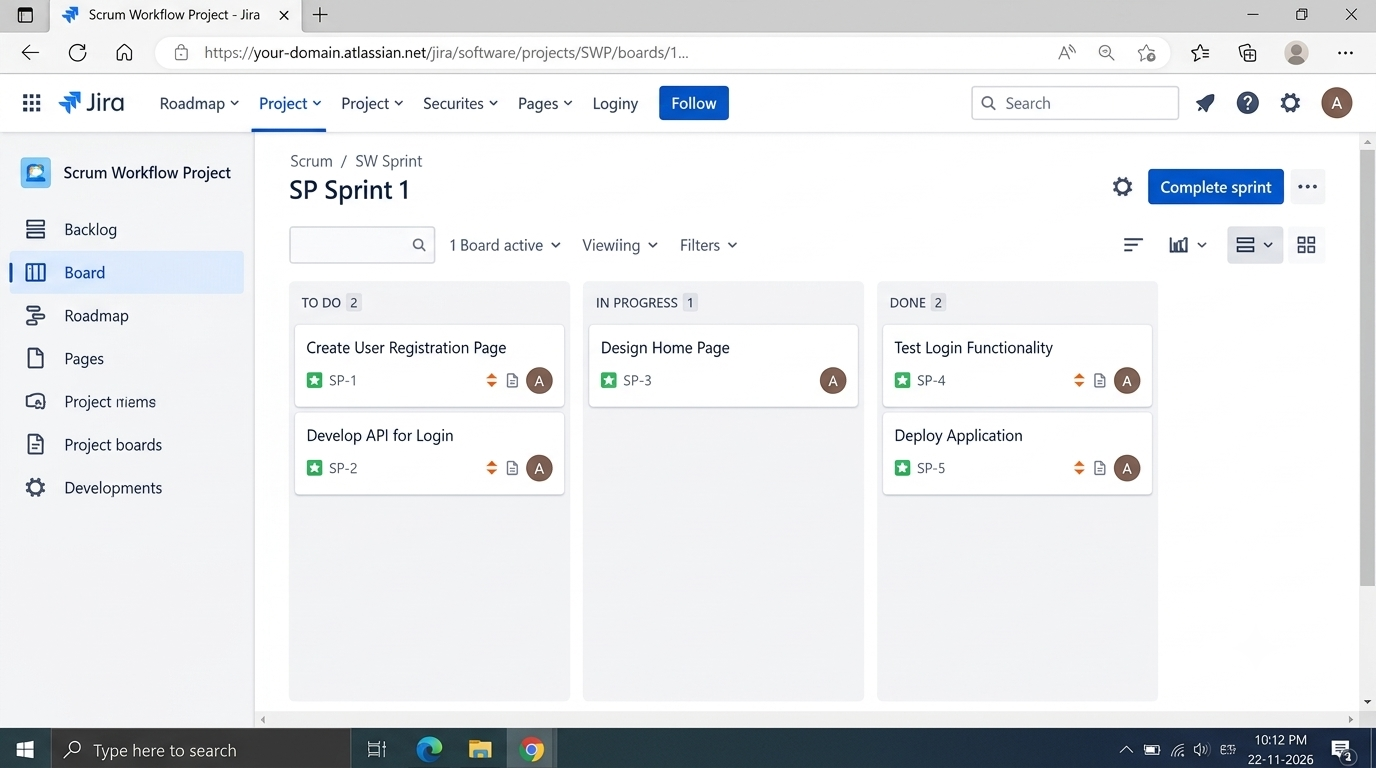 Scrum Workflow Project - Jira
https://your-domain.atlassian.net/jira/software/projects/SWP/boards/1...
Jira Roadmap Project Project Securites Pages Loginy Follow Search A
Scrum Workflow Project
Backlog
Board
Roadmap
Pages
Project
Project boards
Developments
Scrum / SW Sprint
SP Sprint 1
Complete sprint
1 Board active Viewiing Filters
TO DO 2
Create User Registration Page
SP-1 A
Develop API for Login
SP-2 A
IN PROGRESS 1
Design Home Page
SP-3 A
DONE 2
Test Login Functionality
SP-4 A
Deploy Application
SP-5 A
Type here to search
10:12 PM
22-11-2026